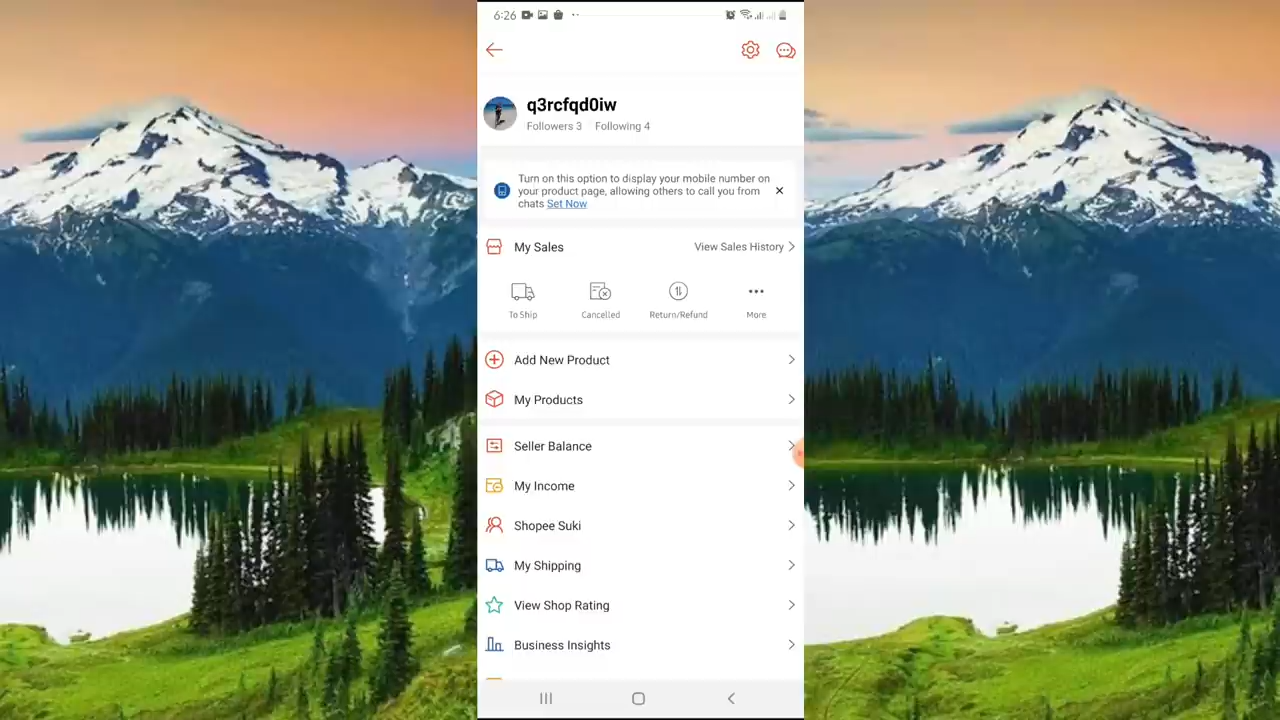 6:26
q3rcfqd0iw
Followers 3 Following 4
Turn on this option to display your mobile number on
your product page, allowing others to call you from
chats Set Now
My Sales View Sales History
To Ship Cancelled Return/Refund More
Add New Product
My Products
Seller Balance
My Income
Shopee Suki
My Shipping
View Shop Rating
Business Insights